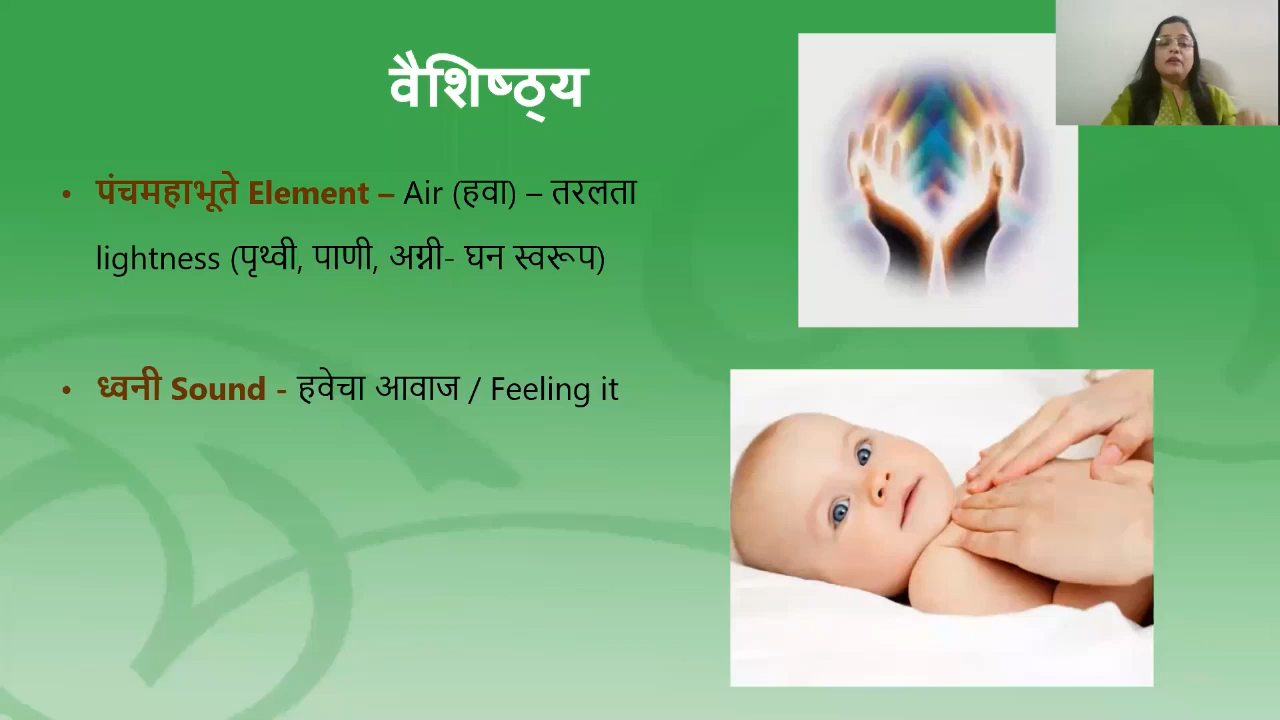 वैशिष्ठ्य
• पंचमहाभूते Element – Air (हवा) – तरलता
lightness (पृथ्वी, पाणी, अग्नी- घन स्वरूप)
• ध्वनी Sound - हवेचा आवाज / Feeling it